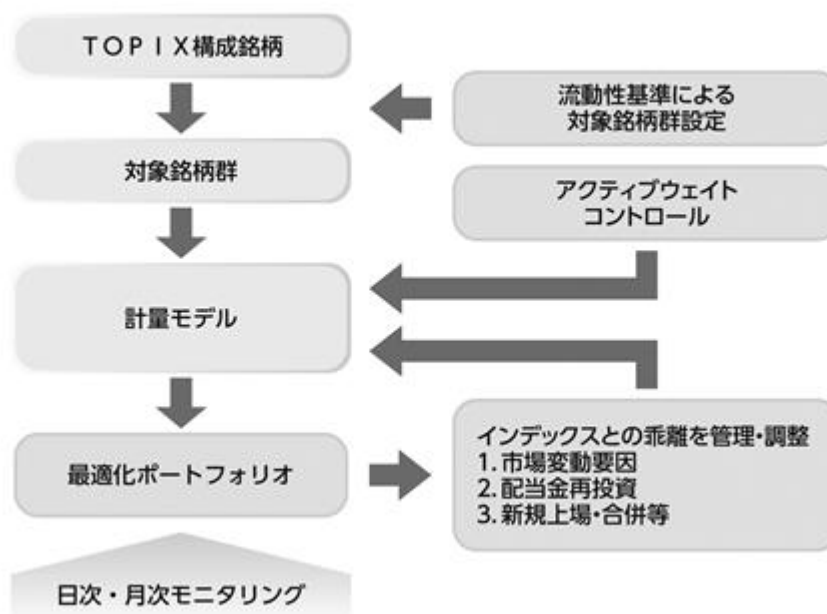 TOPIX構成銘柄
流動性基準による
対象銘柄群設定
対象銘柄群
アクティブウェイト
コントロール
計量モデル
最適化ポートフォリオ
インデックスとの乖離を管理・調整
1. 市場変動要因
2. 配当金再投資
3. 新規上場・合併等
日次・月次モニタリング